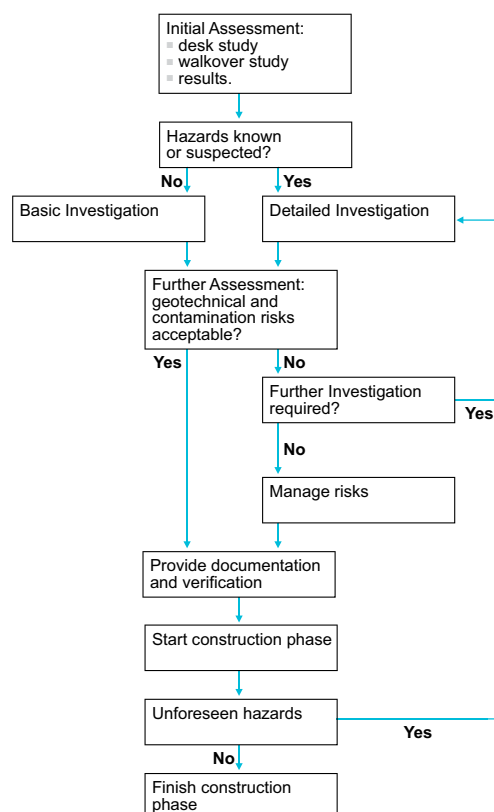 Initial Assessment:
desk study
walkover study
results.
Hazards known
or suspected?
No
Yes
Basic Investigation
Detailed Investigation
Further Assessment:
geotechnical and
contamination risks
acceptable?
Yes
No
Further Investigation
required?
Yes
No
Manage risks
Provide documentation
and verification
Start construction phase
Unforeseen hazards
Yes
No
Finish construction
phase